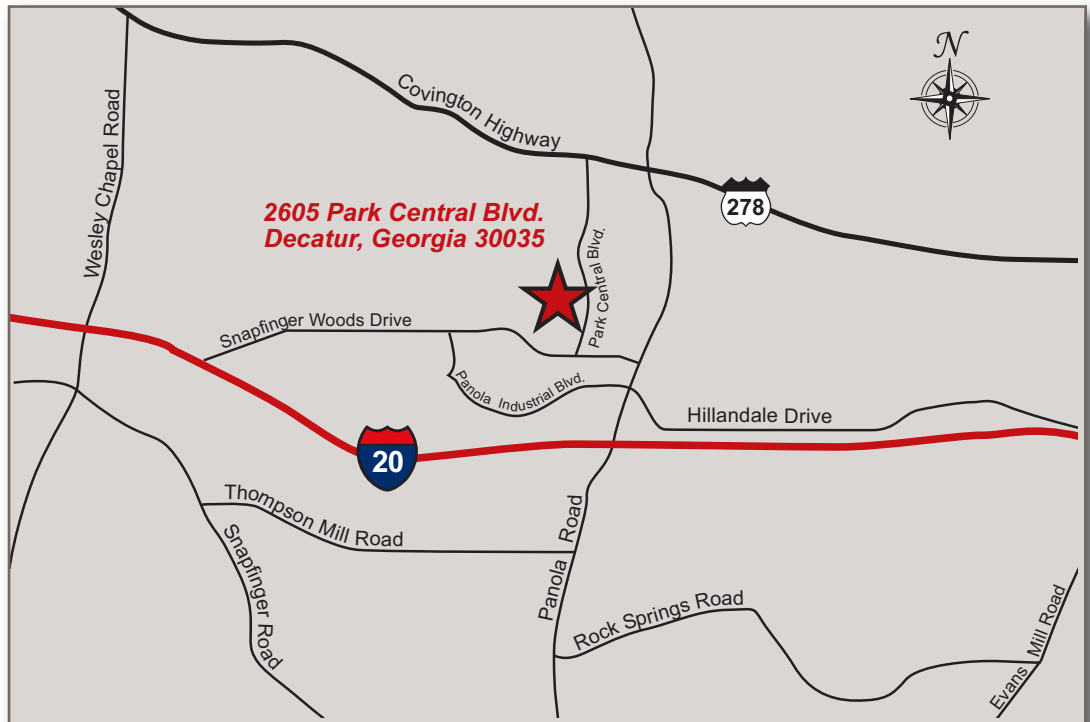 N
Covington Highway
Wesley Chapel Road
278
2605 Park Central Blvd.
Decatur, Georgia 30035
Park Central Blvd.
Snapfinger Woods Drive
Panola Industrial Blvd.
Hillandale Drive
20
Thompson Mill Road
Snapfinger Road
Panola Road
Rock Springs Road
Evans Mill Road